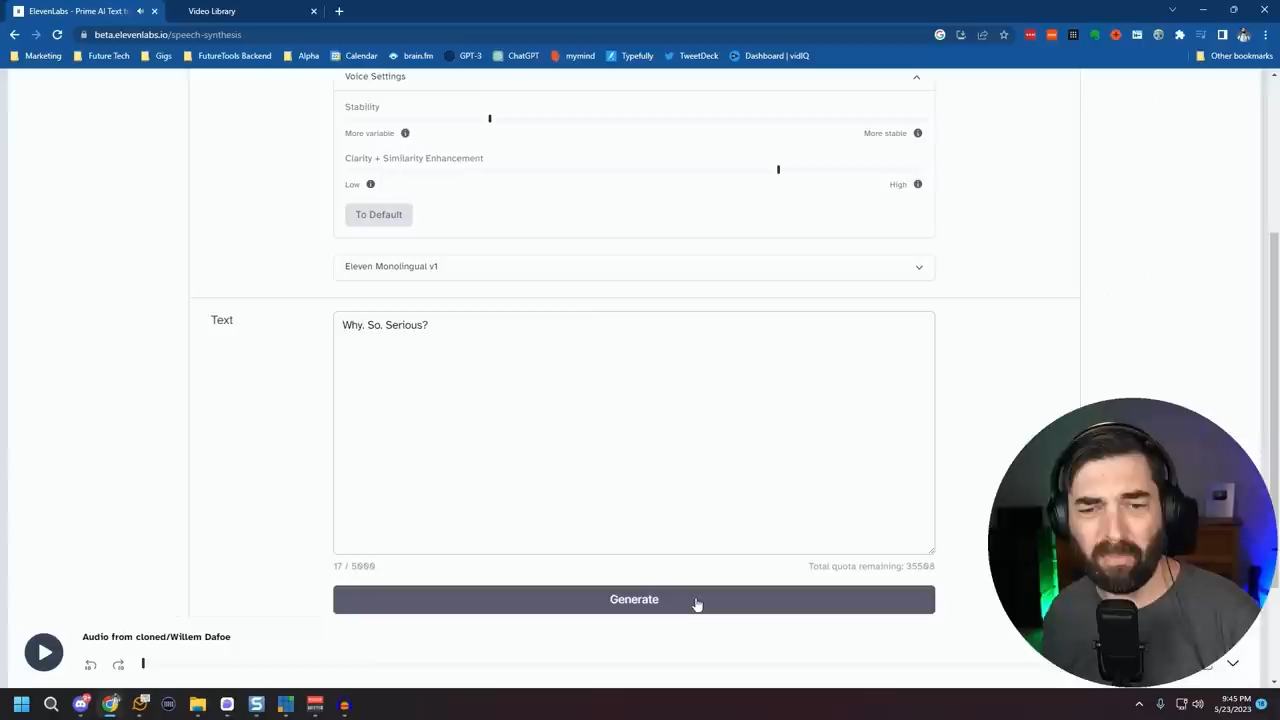 ElevenLabs - Prime AI Text t
Video Library
beta.elevenlabs.io/speech-synthesis
Marketing
Future Tech
Gigs
FutureTools Backend
Alpha
Calendar
brain.fm
GPT-3
ChatGPT
mymind
Typefully
TweetDeck
Dashboard | vidIQ
Other bookmarks
Voice Settings
Stability
More variable
More stable
Clarity + Similarity Enhancement
Low
High
To Default
Eleven Monolingual v1
Text
Why. So. Serious?
17 / 5000
Total quota remaining: 35508
Generate
Audio from cloned/Willem Dafoe
9:45 PM
5/23/2023